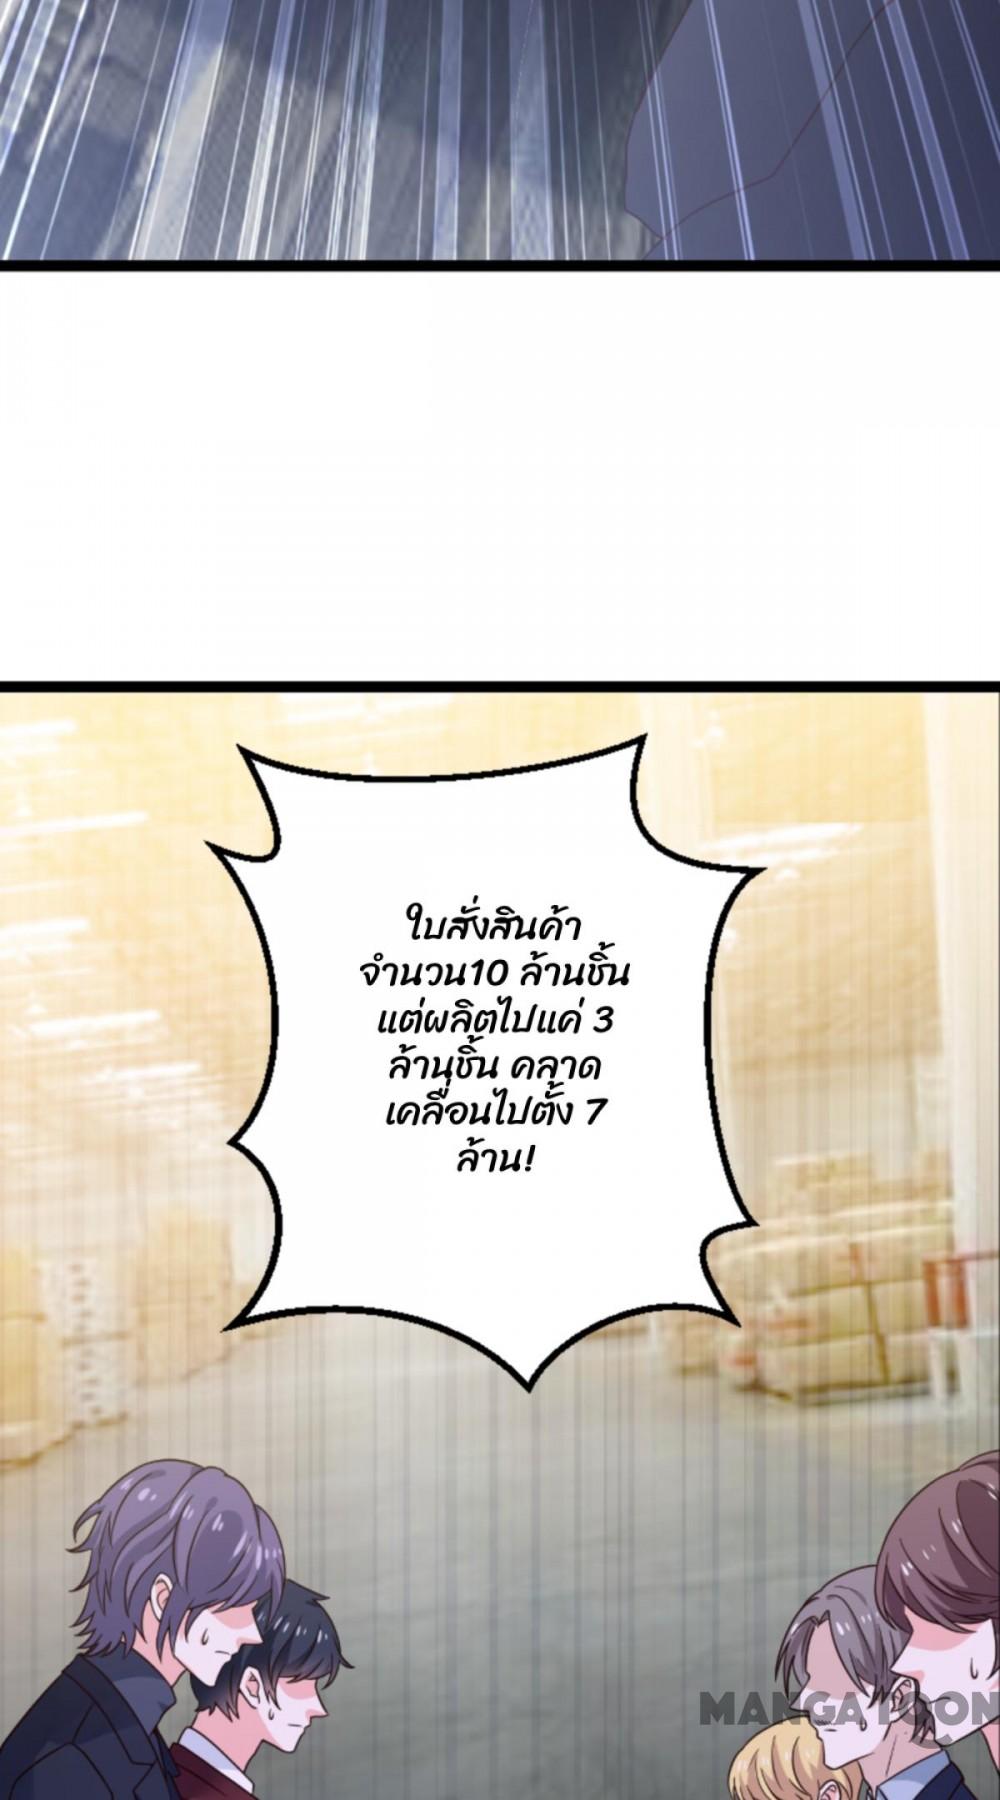 ใบสั่งสินค้า
จำนวน10 ล้านชิ้น
แต่ผลิตไปแค่ 3
ล้านชิ้น คลาด
เคลื่อนไปตั้ง 7
ล้าน!
MANGA TOON